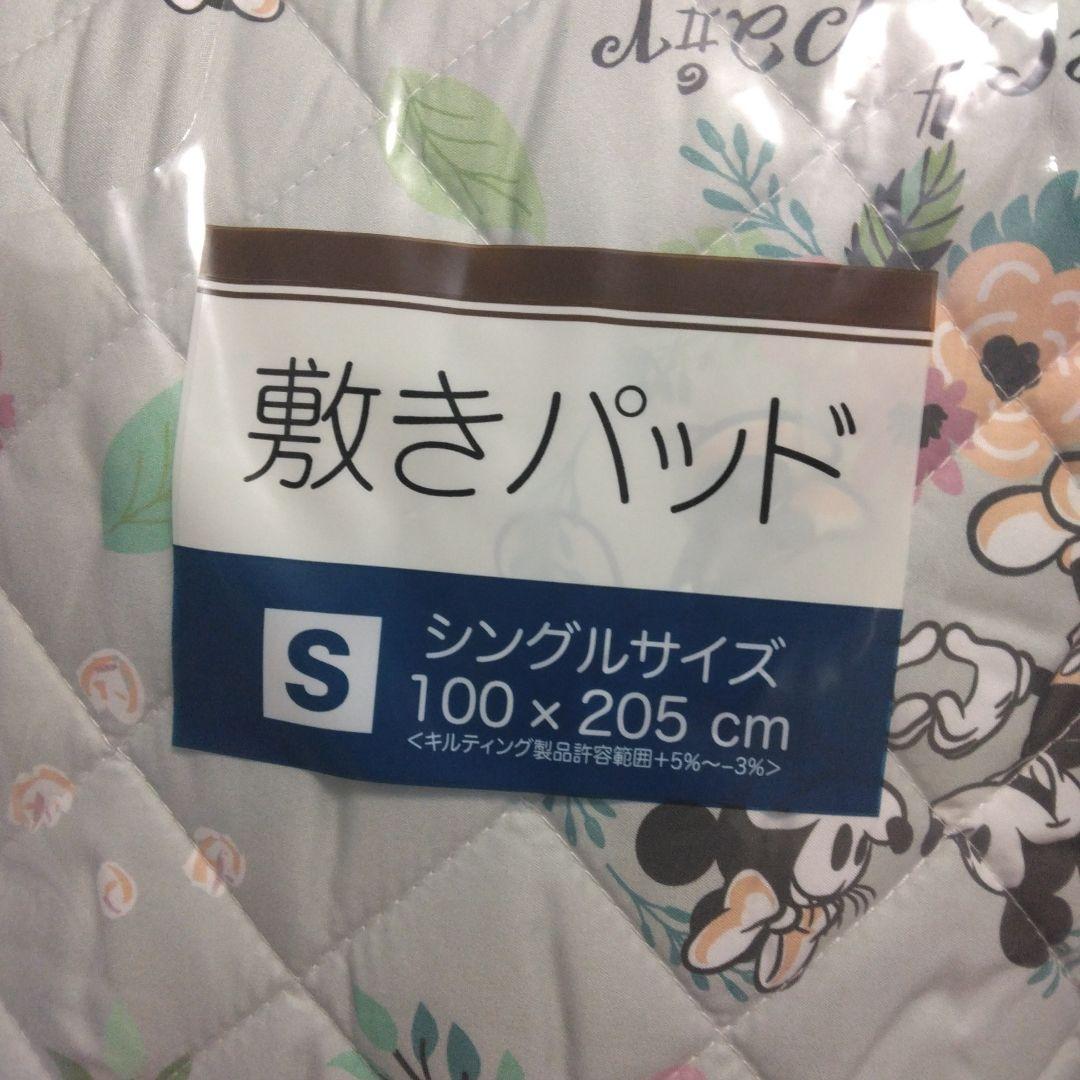 敷きパッド
S
シングルサイズ
100 × 205 cm
<キルティング製品許容範囲+5%〜-3%>